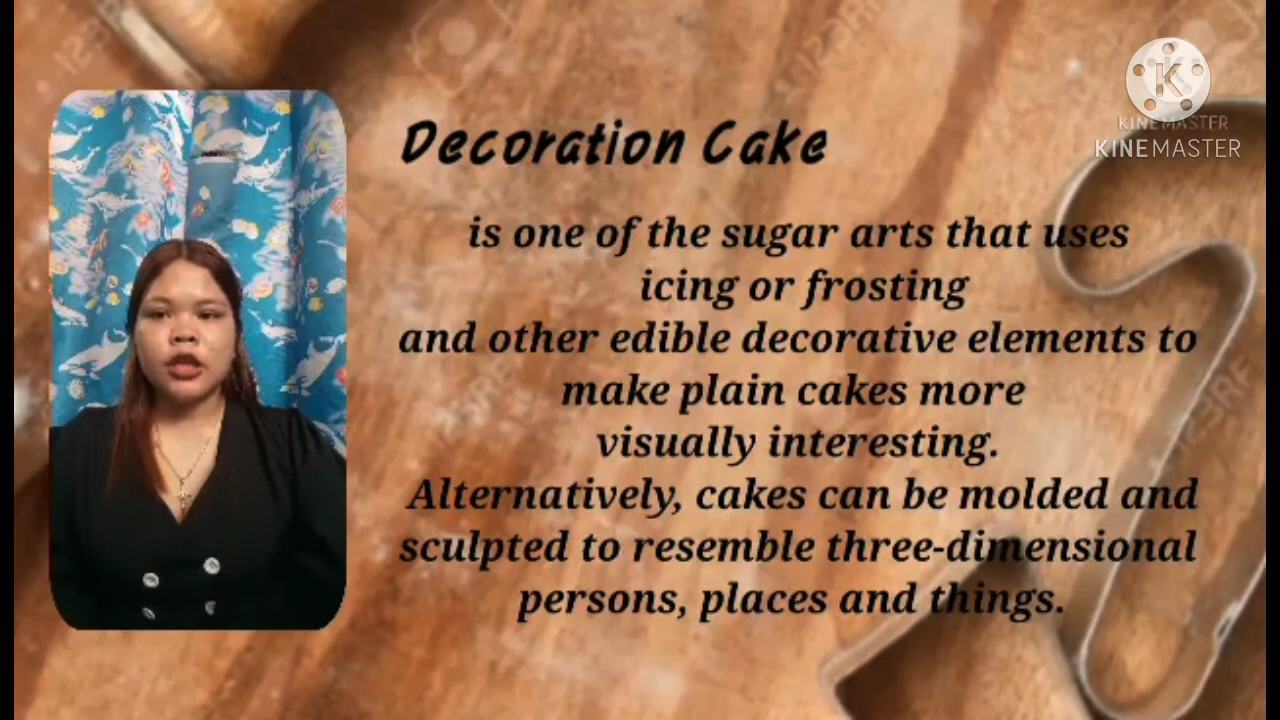 Decoration Cake
is one of the sugar arts that uses
icing or frosting
and other edible decorative elements to
make plain cakes more
visually interesting.
Alternatively, cakes can be molded and
sculpted to resemble three-dimensional
persons, places and things.
K
KINEMASTER
KINEMASTER
123RF
123RF